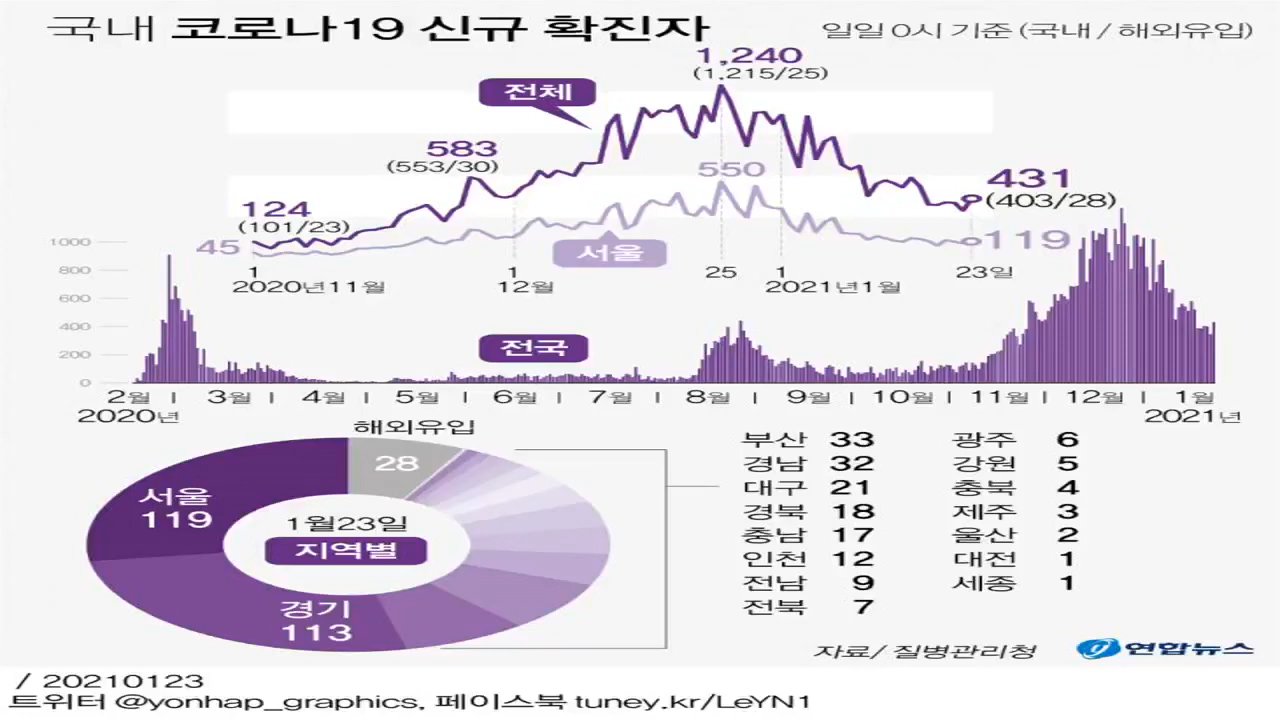 국내 코로나19 신규 확진자
일일 0시 기준 (국내 / 해외유입)
1,240
(1,215/25)
전체
583
(553/30)
550
431
(403/28)
124
(101/23)
45
서울
119
1
2020년 11월
1
12월
25
1
2021년 1월
23일
1000
800
600
400
200
0
전국
2월 3월 4월 5월 6월 7월 8월 9월 10월 11월 12월 1월
2020년
2021년
해외유입
28
서울
119
1월23일
지역별
경기
113
부산 33 광주 6
경남 32 강원 5
대구 21 충북 4
경북 18 제주 3
충남 17 울산 2
인천 12 대전 1
전남 9 세종 1
전북 7
자료/ 질병관리청
연합뉴스
/ 20210123
트위터 @yonhap_graphics, 페이스북 tuney.kr/LeYN1